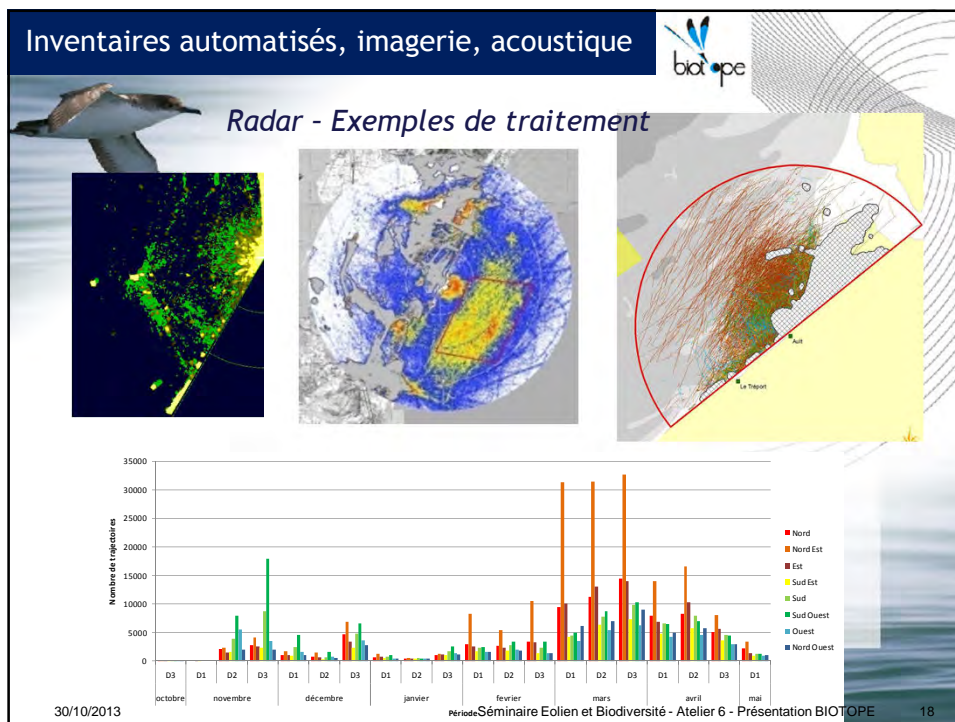 Inventaires automatisés, imagerie, acoustique
biotope
Radar - Exemples de traitement
Ault
Le Tréport
Nombre de trajectoires
35000
30000
25000
20000
15000
10000
5000
0
D3 D1 D2 D3 D1 D2 D3 D1 D2 D3 D1 D2 D3 D1 D2 D3 D1 D2 D3 D1
octobre novembre décembre janvier fevrier mars avril mai
Période
Nord
Nord Est
Est
Sud Est
Sud
Sud Ouest
Ouest
Nord Ouest
30/10/2013
Séminaire Eolien et Biodiversité - Atelier 6 - Présentation BIOTOPE
18